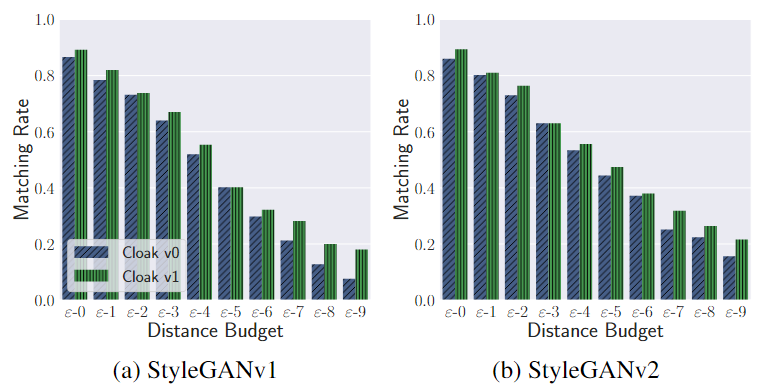 1.0
0.8
0.6
0.4
0.2
0.0
Matching Rate
Cloak v0
Cloak v1
ε-0 ε-1 ε-2 ε-3 ε-4 ε-5 ε-6 ε-7 ε-8 ε-9
Distance Budget
(a) StyleGANv1
1.0
0.8
0.6
0.4
0.2
0.0
Matching Rate
ε-0 ε-1 ε-2 ε-3 ε-4 ε-5 ε-6 ε-7 ε-8 ε-9
Distance Budget
(b) StyleGANv2